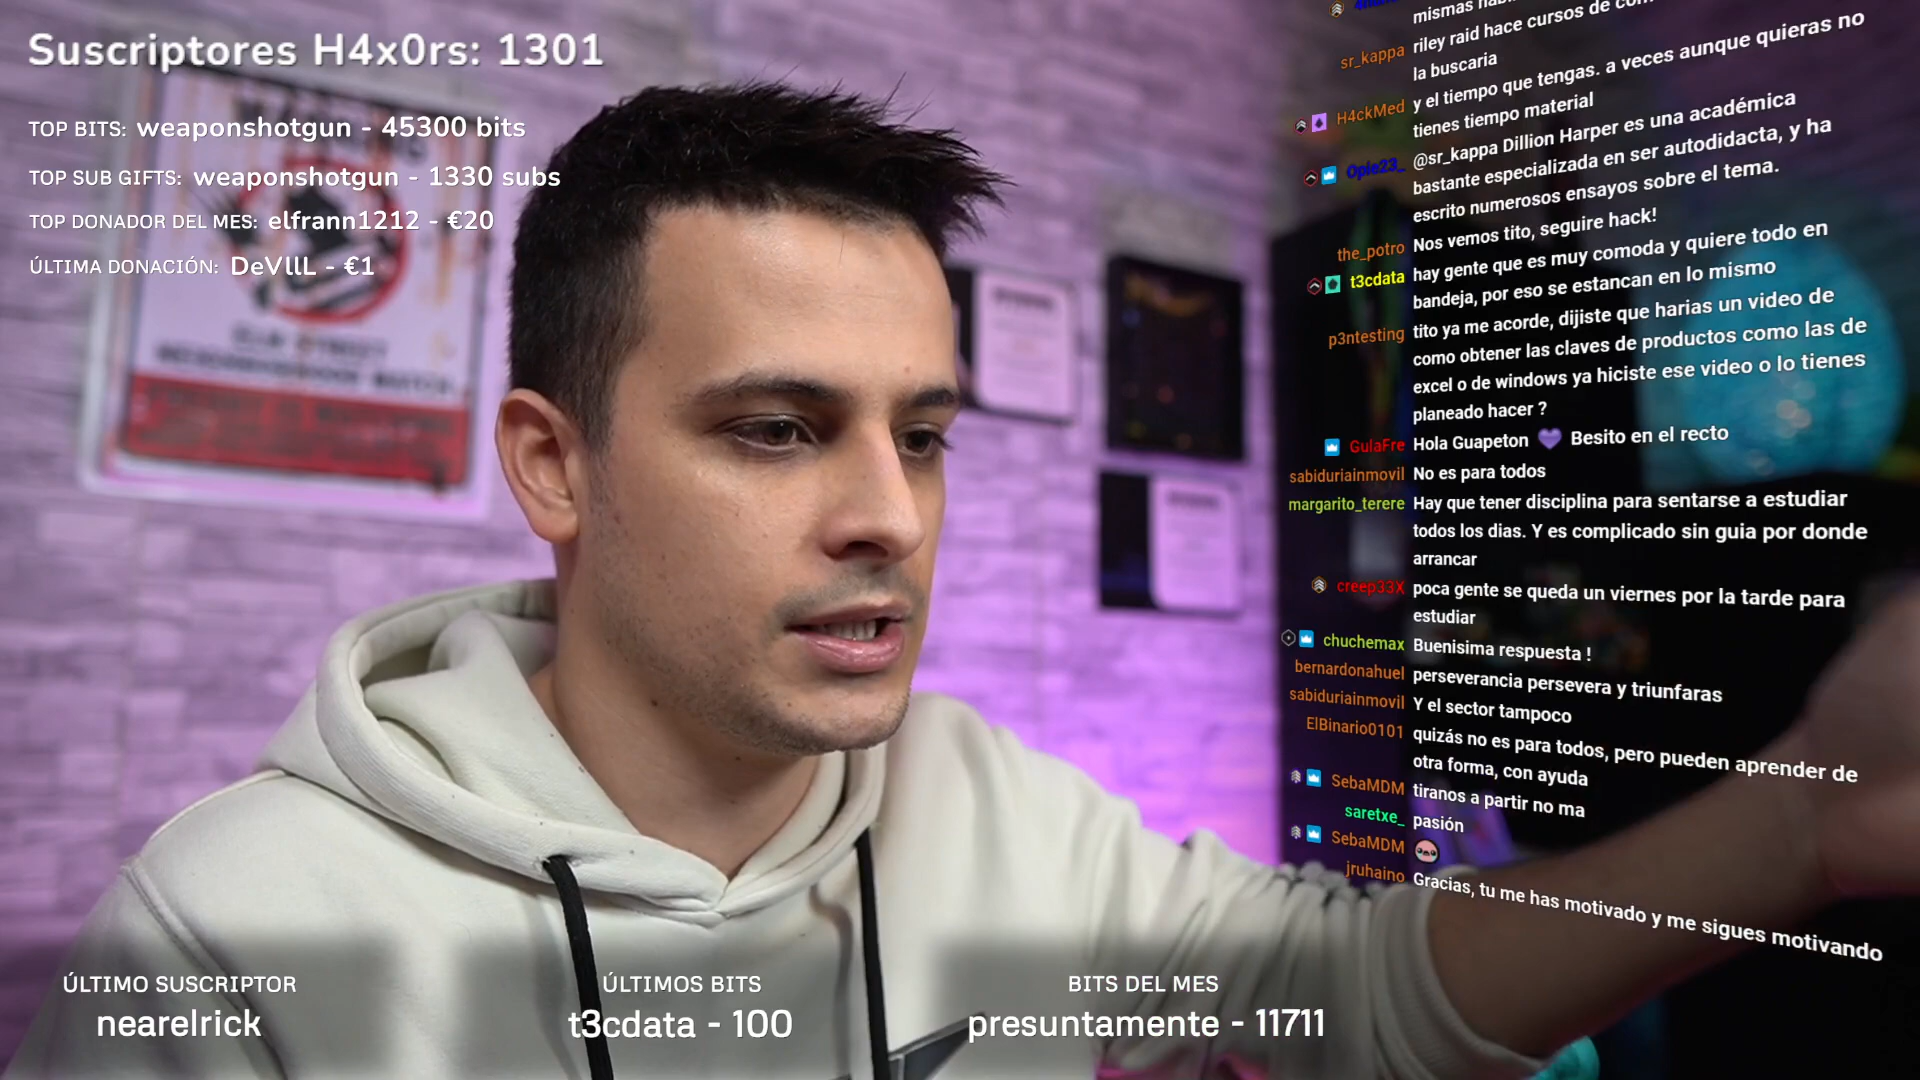 Suscriptores H4x0rs: 1301
TOP BITS: weaponshotgun - 45300 bits
TOP SUB GIFTS: weaponshotgun - 1330 subs
TOP DONADOR DEL MES: elfrann1212 - €20
ÚLTIMA DONACIÓN: DeVllL - €1
sr_kappa riley raid hace cursos de
la buscaria
H4ckMed y el tiempo que tengas. a veces aunque quieras no
tienes tiempo material
Opie23_ @sr_kappa Dillion Harper es una académica
bastante especializada en ser autodidacta, y ha
escrito numerosos ensayos sobre el tema.
the_potro Nos vemos tito, seguire hack!
t3cdata hay gente que es muy comoda y quiere todo en
bandeja, por eso se estancan en lo mismo
p3ntesting tito ya me acorde, dijiste que harias un video de
como obtener las claves de productos como las de
excel o de windows ya hiciste ese video o lo tienes
planeado hacer ?
GulaFre Hola Guapeton 💜 Besito en el recto
sabiduriainmovil No es para todos
margarito_terere Hay que tener disciplina para sentarse a estudiar
todos los dias. Y es complicado sin guia por donde
arrancar
creep33X poca gente se queda un viernes por la tarde para
estudiar
chuchemax Buenisima respuesta !
bernardonahuel perseverancia persevera y triunfaras
sabiduriainmovil Y el sector tampoco
ElBinario0101 quizás no es para todos, pero pueden aprender de
otra forma, con ayuda
SebaMDM tiranos a partir no ma
saretxe_ pasión
SebaMDM
jruhaino Gracias, tu me has motivado y me sigues motivando
ÚLTIMO SUSCRIPTOR
nearelrick
ÚLTIMOS BITS
t3cdata - 100
BITS DEL MES
presuntamente - 11711